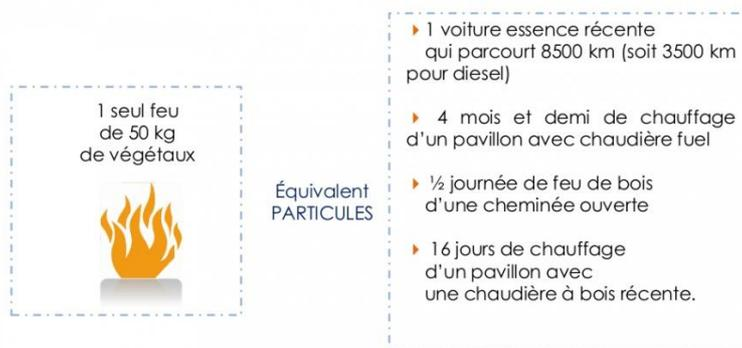 1 seul feu
de 50 kg
de végétaux
Équivalent
PARTICULES
1 voiture essence récente
qui parcourt 8500 km (soit 3500 km
pour diesel)
4 mois et demi de chauffage
d'un pavillon avec chaudière fuel
½ journée de feu de bois
d'une cheminée ouverte
16 jours de chauffage
d'un pavillon avec
une chaudière à bois récente.